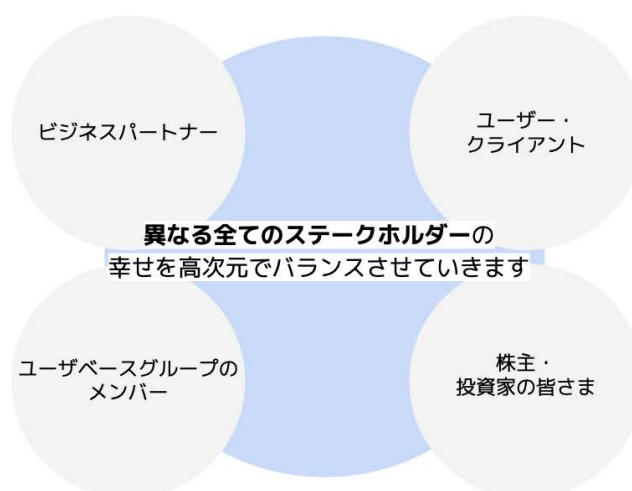 ビジネスパートナー
ユーザー・
クライアント
異なる全てのステークホルダーの
幸せを高次元でバランスさせていきます
ユーザベースグループの
メンバー
株主・
投資家の皆さま